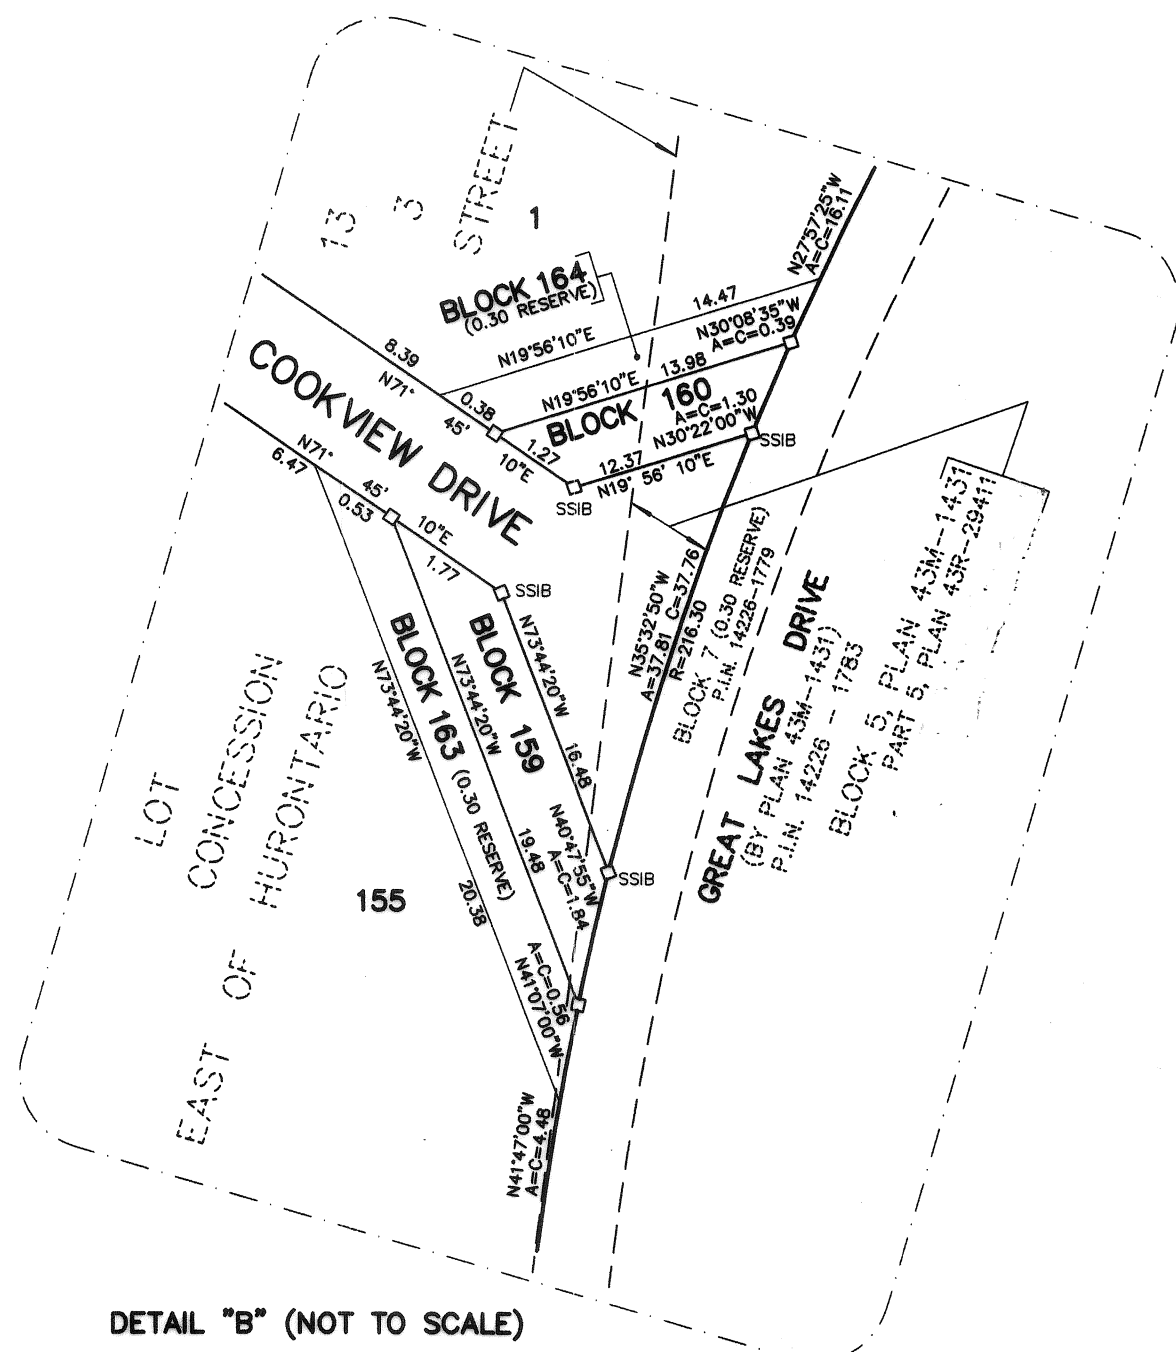 STREET
13
3
1
BLOCK 164
(0.30 RESERVE)
N27°57'25"W
A=C=16.11
14.47
N19°56'10"E
N30°08'35"W
A=C=0.39
8.39
N71°
0.38
45'
13.98
N19°56'10"E
BLOCK 160
A=C=1.30
N30°22'00"W
SSIB
1.27
10"E
12.37
N19° 56' 10"E
SSIB
COOKVIEW DRIVE
N71°
6.47
45'
0.53
10"E
1.77
SSIB
BLOCK 163 (0.30 RESERVE)
N73°44'20"W
20.38
BLOCK 159
N73°44'20"W
19.48
N73°44'20"W
16.48
N40°47'55"W
A=C=1.84
SSIB
A=C=0.56
N41°07'00"W
N41°47'00"W
A=C=4.48
N35°32'50"W
A=37.81 C=37.76
R=216.30
BLOCK 7 (0.30 RESERVE)
P.I.N. 14226-1779
GREAT LAKES DRIVE
(BY PLAN 43M-1431)
P.I.N. 14226 - 1783
BLOCK 5, PLAN 43M-1431
PART 5, PLAN 43R-29411
LOT
CONCESSION
HURONTARIO
EAST OF
155
DETAIL "B" (NOT TO SCALE)